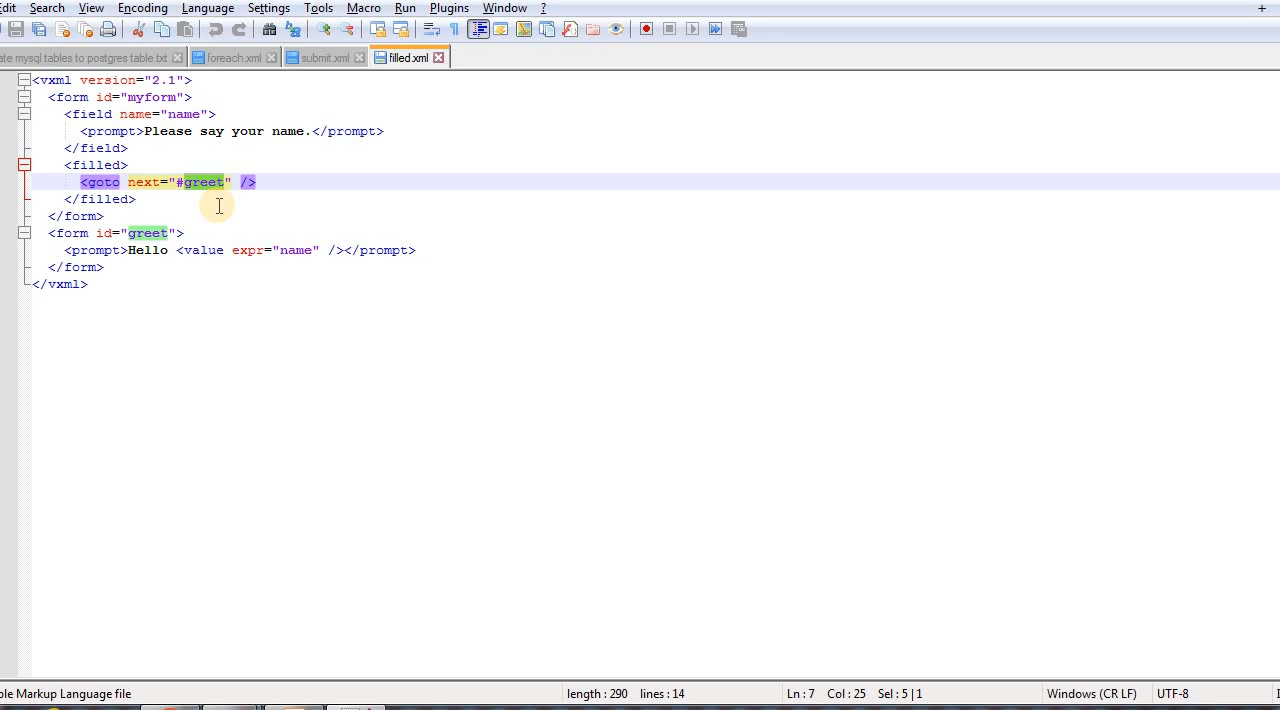 dit Search View Encoding Language Settings Tools Macro Run Plugins Window ? +
ate mysql tables to postgres table.txt foreach.xml submit.xml filled.xml
<vxml version="2.1">
<form id="myform">
<field name="name">
<prompt>Please say your name.</prompt>
</field>
<filled>
<goto next="#greet" />
</filled>
</form>
<form id="greet">
<prompt>Hello <value expr="name" /></prompt>
</form>
</vxml>
ble Markup Language file length : 290 lines : 14 Ln : 7 Col : 25 Sel : 5 | 1 Windows (CR LF) UTF-8